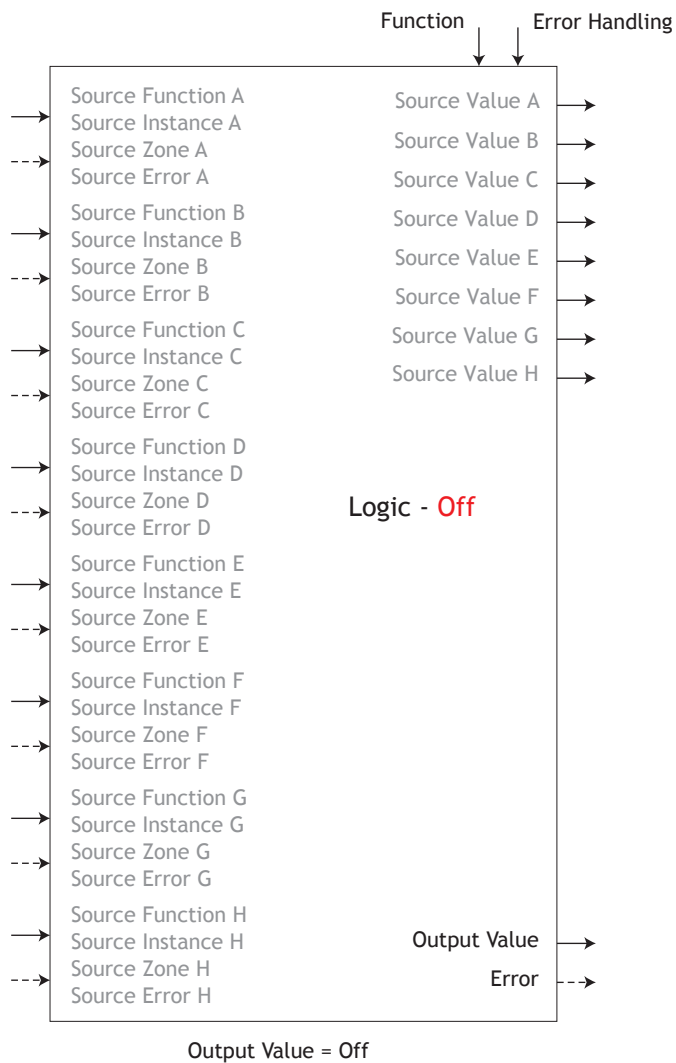 Function Error Handling
Source Function A
Source Instance A
Source Zone A
Source Error A
Source Function B
Source Instance B
Source Zone B
Source Error B
Source Function C
Source Instance C
Source Zone C
Source Error C
Source Function D
Source Instance D
Source Zone D
Source Error D
Source Function E
Source Instance E
Source Zone E
Source Error E
Source Function F
Source Instance F
Source Zone F
Source Error F
Source Function G
Source Instance G
Source Zone G
Source Error G
Source Function H
Source Instance H
Source Zone H
Source Error H
Source Value A
Source Value B
Source Value C
Source Value D
Source Value E
Source Value F
Source Value G
Source Value H
Logic - Off
Output Value
Error
Output Value = Off